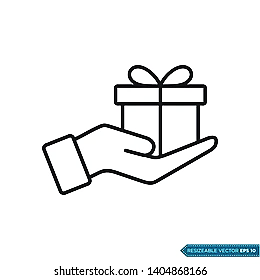 RESIZEABLE VECTOR EPS 10
shutterstock.com · 1404868166